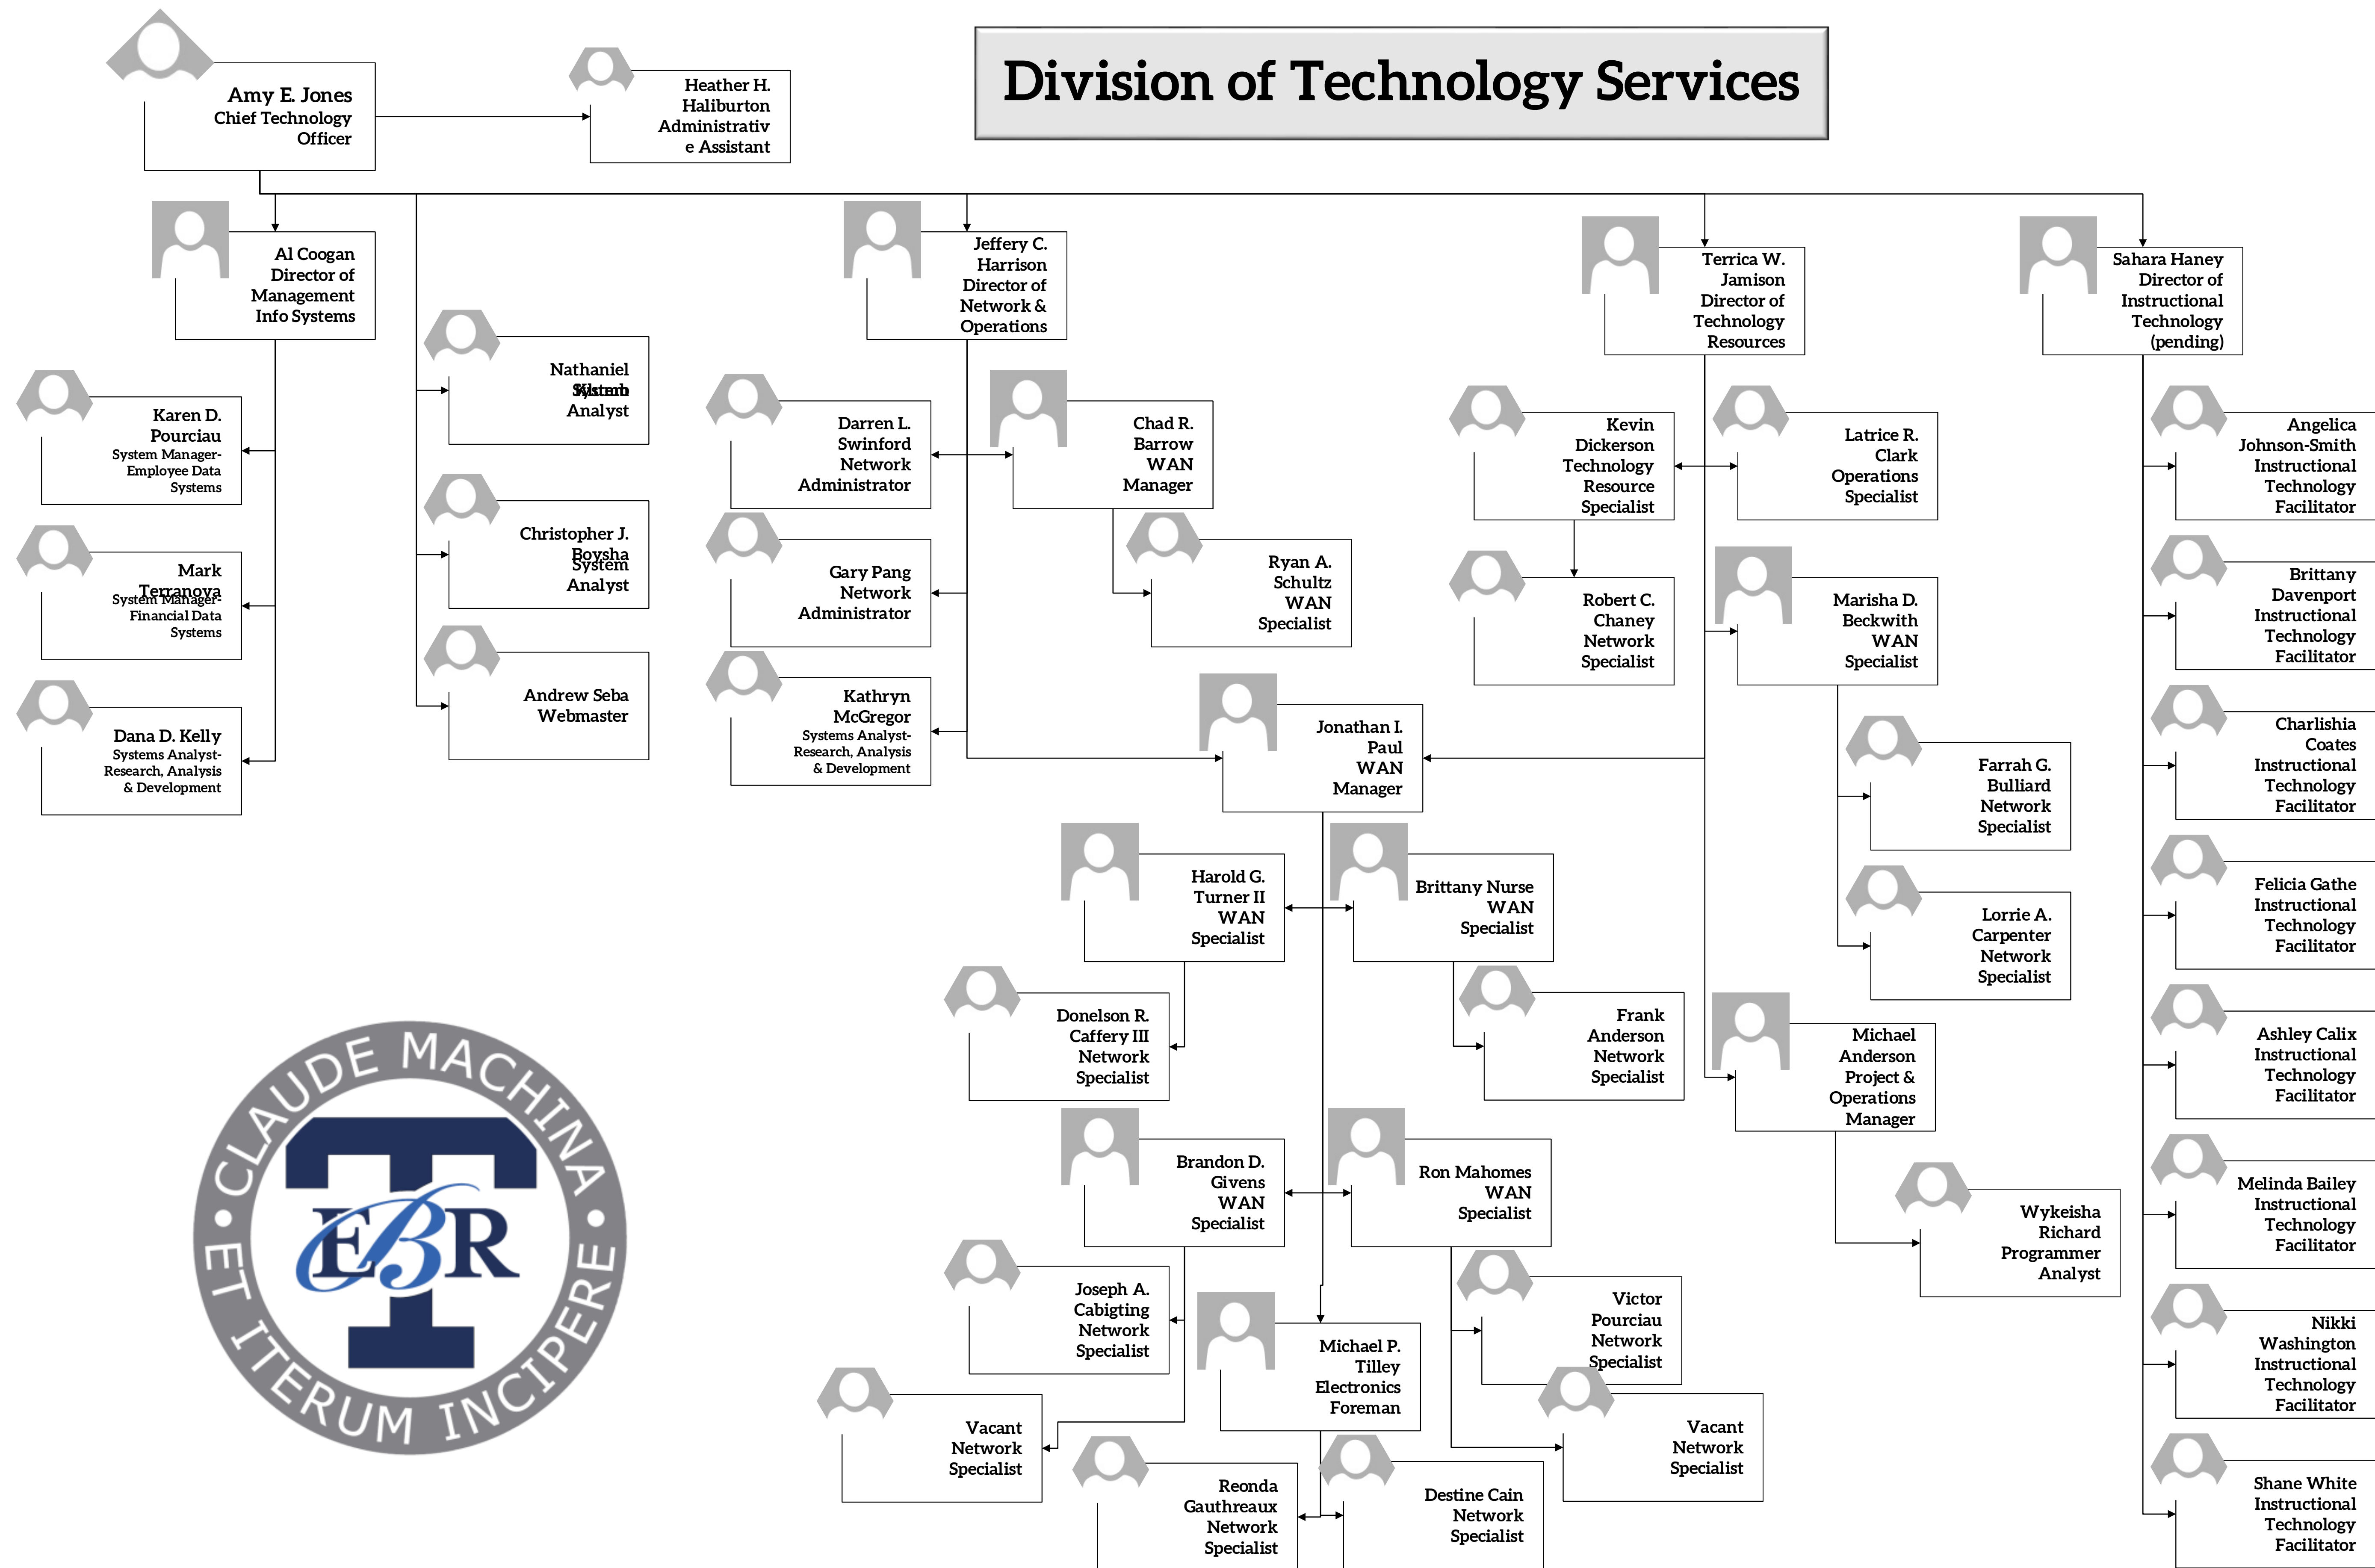 Division of Technology Services
Amy E. Jones
Chief Technology
Officer
Heather H.
Haliburton
Administrativ
e Assistant
Al Coogan
Director of
Management
Info Systems
Jeffery C.
Harrison
Director of
Network &
Operations
Terrica W.
Jamison
Director of
Technology
Resources
Sahara Haney
Director of
Instructional
Technology
(pending)
Karen D.
Pourciau
System Manager-
Employee Data
Systems
Mark
Terranova
System Manager-
Financial Data
Systems
Dana D. Kelly
Systems Analyst-
Research, Analysis
& Development
Nathaniel
System
Analyst
Christopher J.
Boysha
System
Analyst
Andrew Seba
Webmaster
Darren L.
Swinford
Network
Administrator
Gary Pang
Network
Administrator
Kathryn
McGregor
Systems Analyst-
Research, Analysis
& Development
Chad R.
Barrow
WAN
Manager
Ryan A.
Schultz
WAN
Specialist
Jonathan I.
Paul
WAN
Manager
Harold G.
Turner II
WAN
Specialist
Brittany Nurse
WAN
Specialist
Donelson R.
Caffery III
Network
Specialist
Frank
Anderson
Network
Specialist
Brandon D.
Givens
WAN
Specialist
Ron Mahomes
WAN
Specialist
Joseph A.
Cabigting
Network
Specialist
Vacant
Network
Specialist
Michael P.
Tilley
Electronics
Foreman
Victor
Pourciau
Network
Specialist
Vacant
Network
Specialist
Reonda
Gauthreaux
Network
Specialist
Destine Cain
Network
Specialist
Kevin
Dickerson
Technology
Resource
Specialist
Latrice R.
Clark
Operations
Specialist
Robert C.
Chaney
Network
Specialist
Marisha D.
Beckwith
WAN
Specialist
Farrah G.
Bulliard
Network
Specialist
Lorrie A.
Carpenter
Network
Specialist
Michael
Anderson
Project &
Operations
Manager
Wykeisha
Richard
Programmer
Analyst
Angelica
Johnson-Smith
Instructional
Technology
Facilitator
Brittany
Davenport
Instructional
Technology
Facilitator
Charlishia
Coates
Instructional
Technology
Facilitator
Felicia Gathe
Instructional
Technology
Facilitator
Ashley Calix
Instructional
Technology
Facilitator
Melinda Bailey
Instructional
Technology
Facilitator
Nikki
Washington
Instructional
Technology
Facilitator
Shane White
Instructional
Technology
Facilitator
CLAUDE MACHINA
ET ITERUM INCIPERE
T
EBR